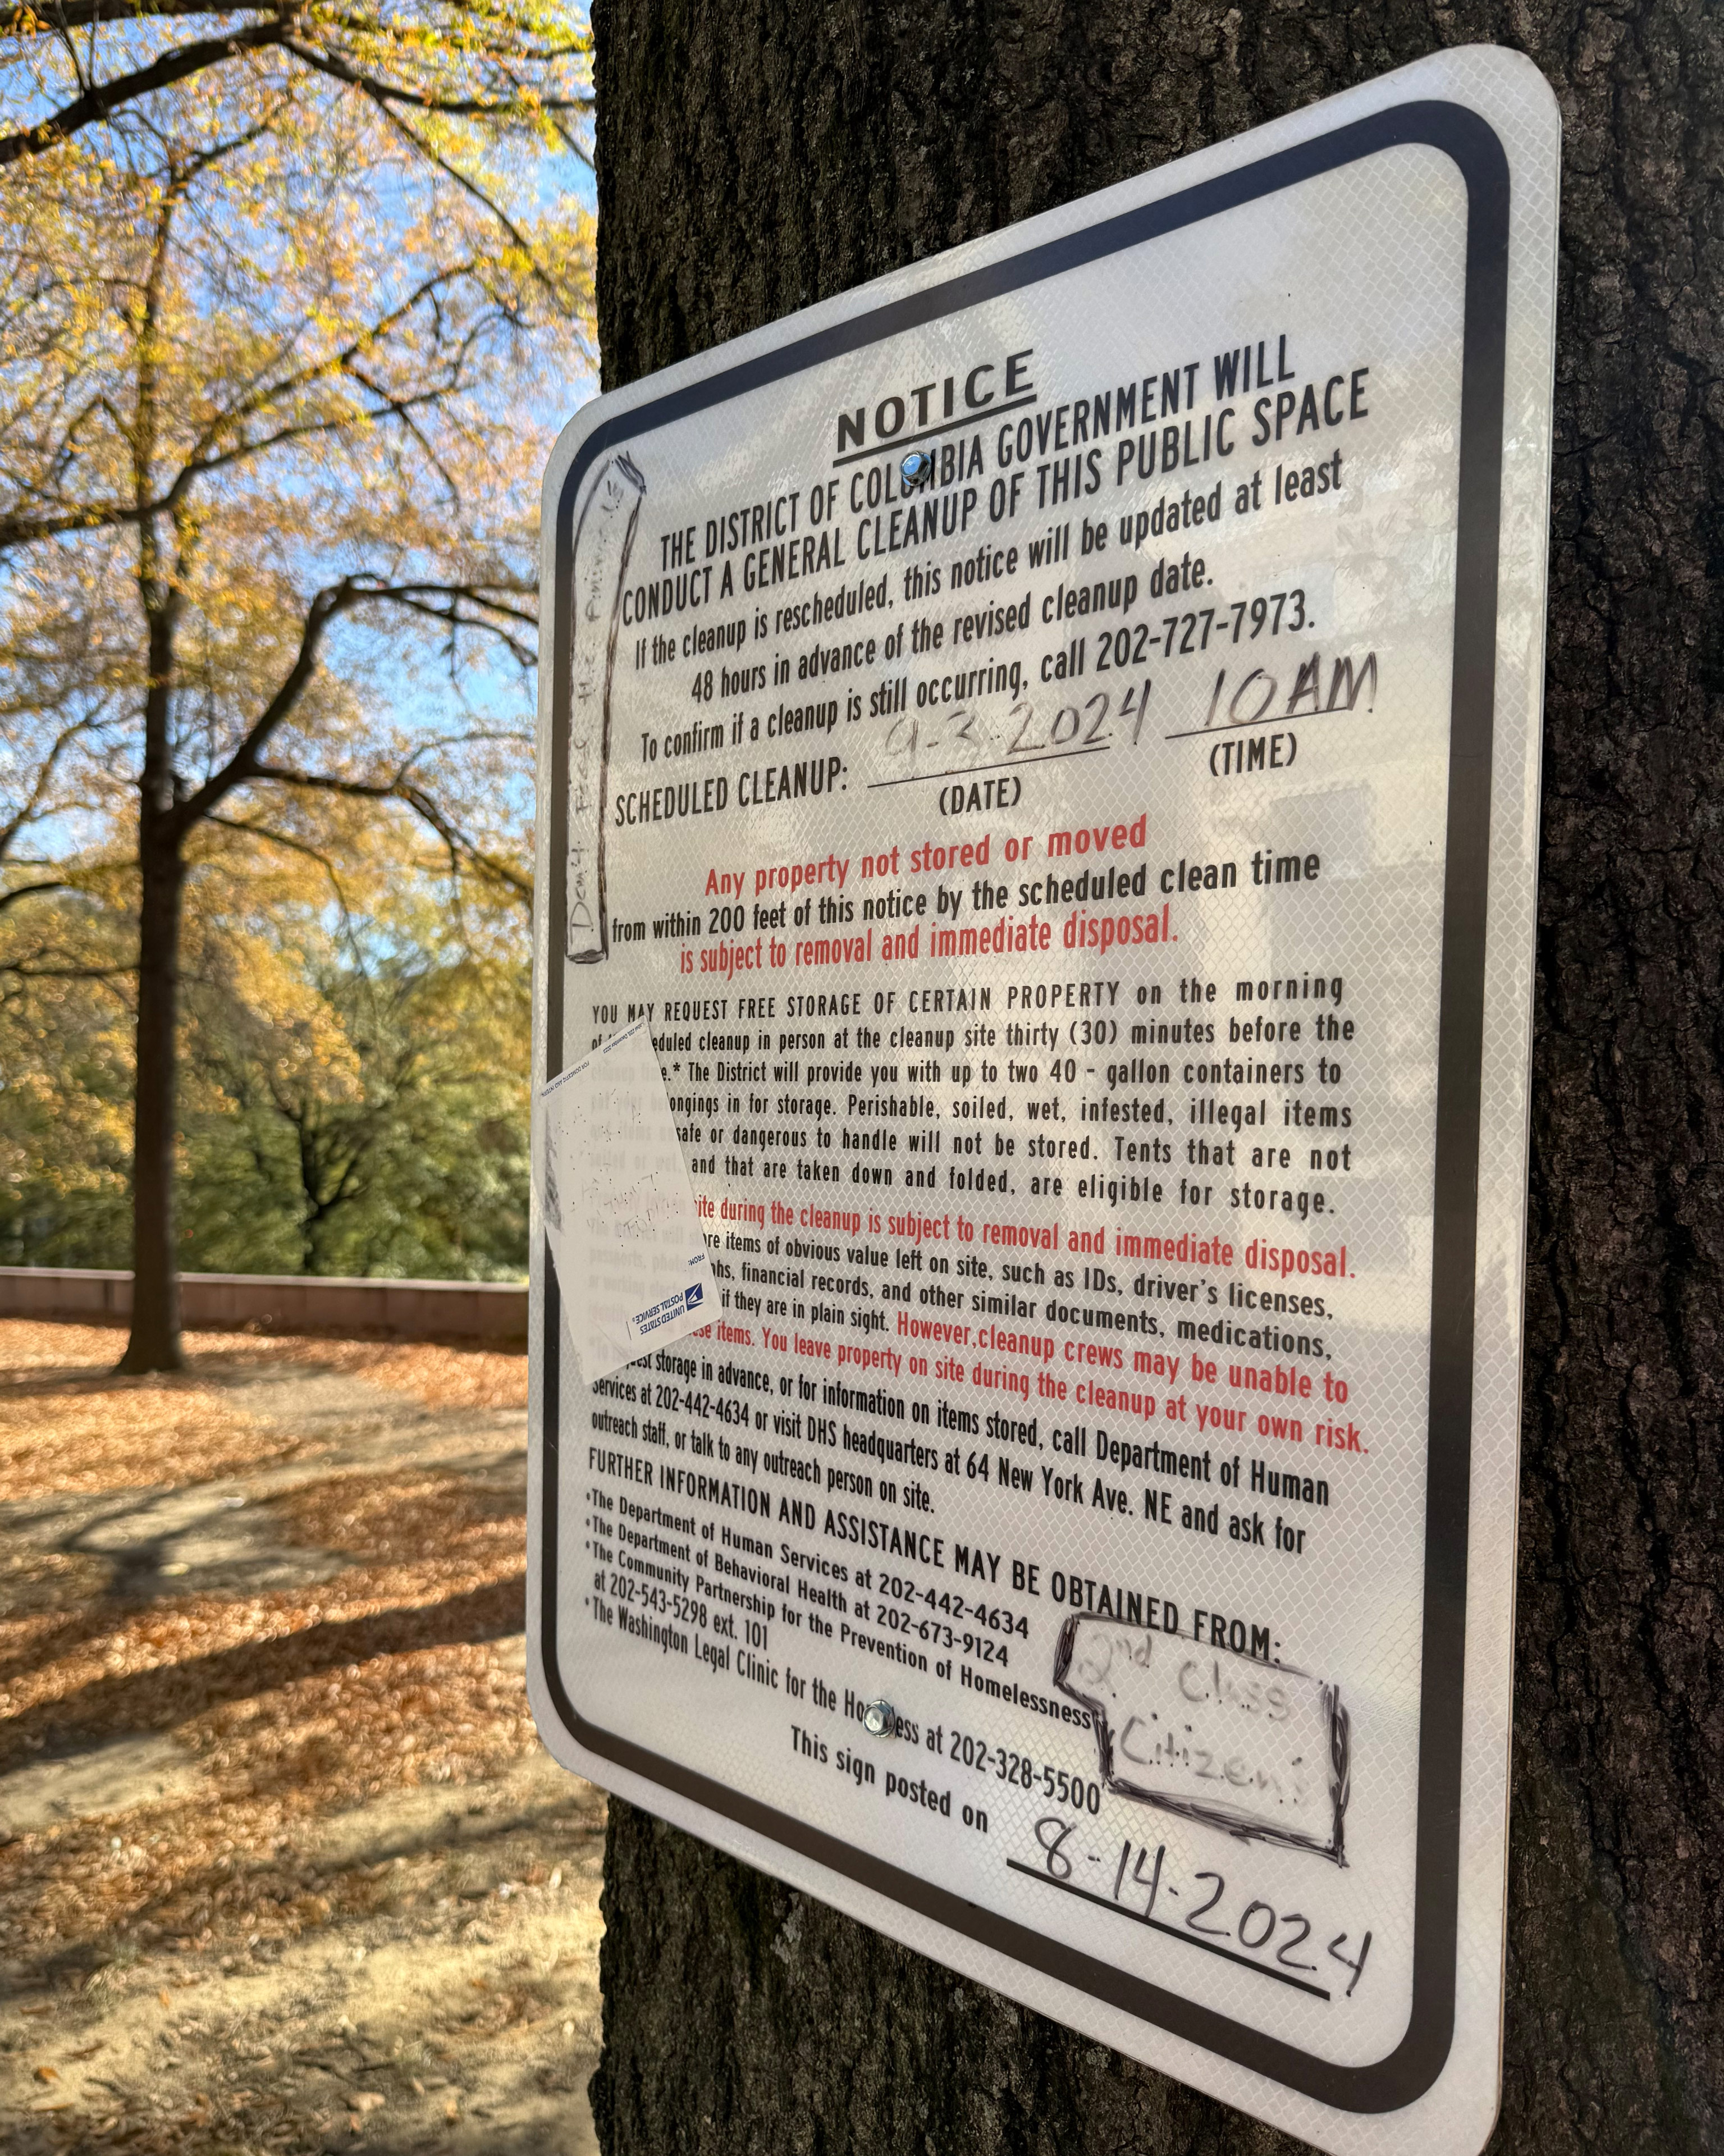 NOTICE
THE DISTRICT OF COLUMBIA GOVERNMENT WILL
CONDUCT A GENERAL CLEANUP OF THIS PUBLIC SPACE
If the cleanup is rescheduled, this notice will be updated at least
48 hours in advance of the revised cleanup date.
To confirm if a cleanup is still occurring, call 202-727-7973.
SCHEDULED CLEANUP: 9-3-2024 10AM
(DATE) (TIME)
Any property not stored or moved
from within 200 feet of this notice by the scheduled clean time
is subject to removal and immediate disposal.
YOU MAY REQUEST FREE STORAGE OF CERTAIN PROPERTY on the morning
cleanup in person at the cleanup site thirty (30) minutes before the
The District will provide you with up to two 40 - gallon containers to
in for storage. Perishable, soiled, wet, infested, illegal items
or dangerous to handle will not be stored. Tents that are not
and that are taken down and folded, are eligible for storage.
during the cleanup is subject to removal and immediate disposal.
items of obvious value left on site, such as IDs, driver's licenses,
financial records, and other similar documents, medications,
if they are in plain sight. However,cleanup crews may be unable to
items. You leave property on site during the cleanup at your own risk.
storage in advance, or for information on items stored, call Department of Human
Services at 202-442-4634 or visit DHS headquarters at 64 New York Ave. NE and ask for
outreach staff, or talk to any outreach person on site.
FURTHER INFORMATION AND ASSISTANCE MAY BE OBTAINED FROM:
•The Department of Human Services at 202-442-4634
•The Department of Behavioral Health at 202-673-9124
•The Community Partnership for the Prevention of Homelessness
at 202-543-5298 ext. 101
•The Washington Legal Clinic for the Homeless at 202-328-5500
This sign posted on 8-14-2024
2nd Class
Citizens
UNITED STATES
POSTAL SERVICE®
FROM: